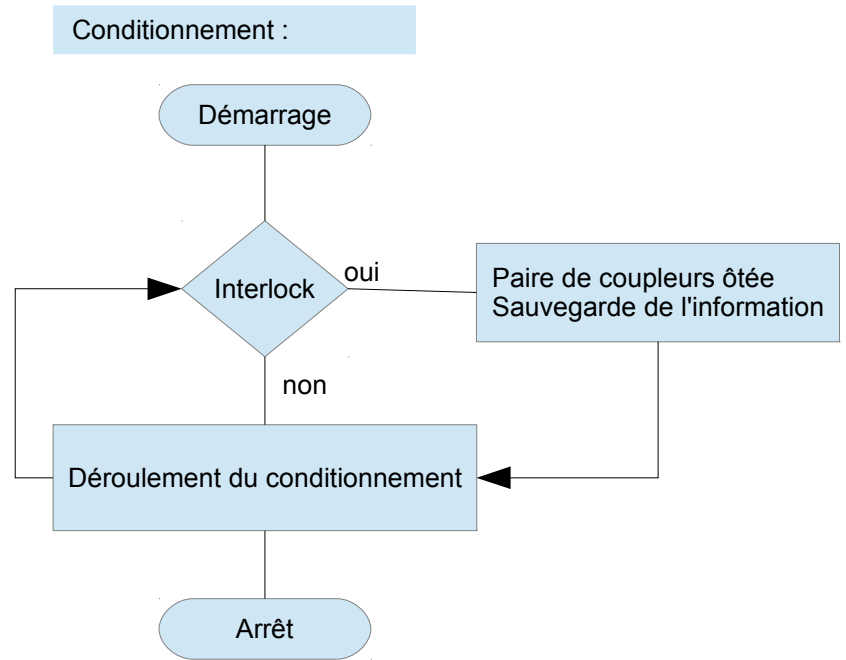 Conditionnement :
Démarrage
Interlock
oui
Paire de coupleurs ôtée
Sauvegarde de l'information
non
Déroulement du conditionnement
Arrêt